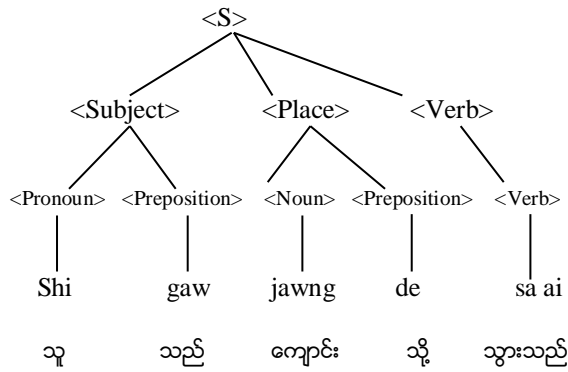 <S>
<Subject> <Place> <Verb>
<Pronoun> <Preposition> <Noun> <Preposition> <Verb>
Shi gaw jawng de sa ai
သူ သည် ကျောင်း သို့ သွားသည်